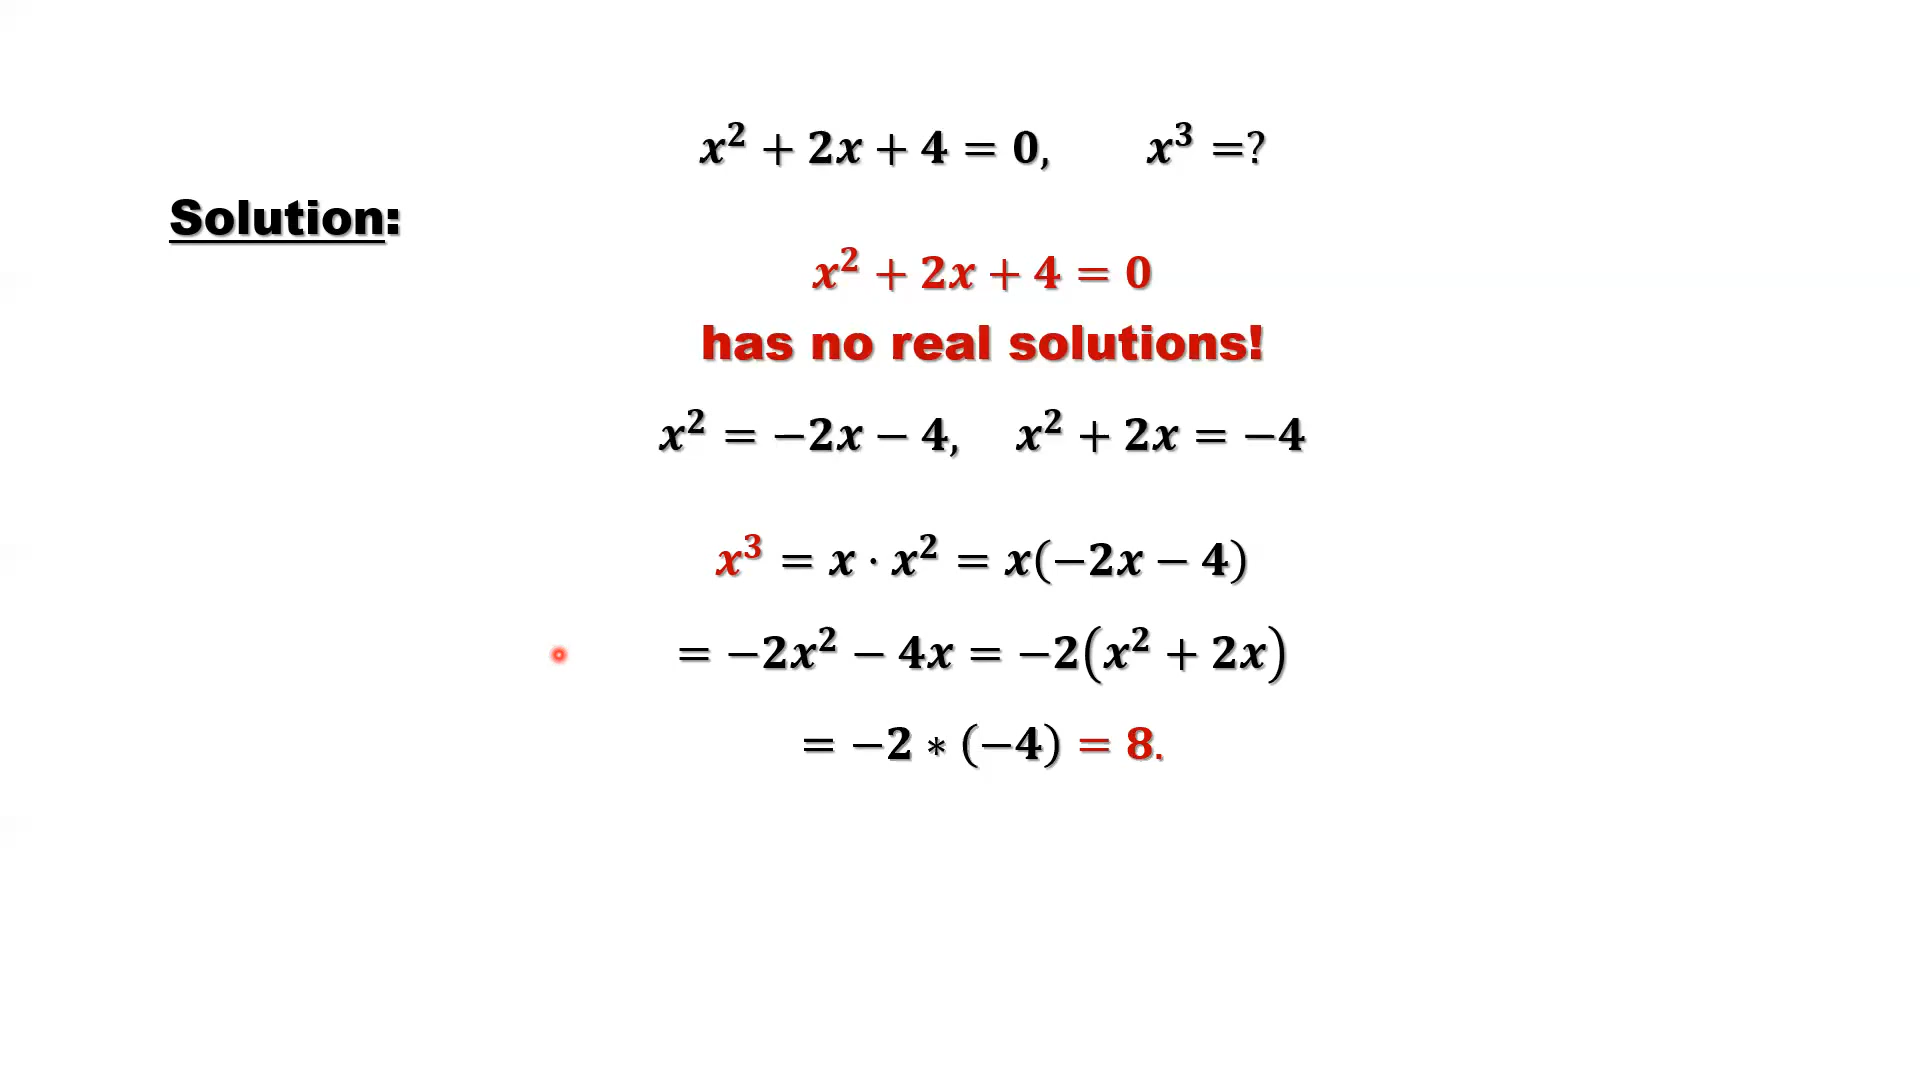 x² + 2x + 4 = 0, x³ =?
Solution:
x² + 2x + 4 = 0
has no real solutions!
x² = −2x − 4, x² + 2x = −4
x³ = x · x² = x(−2x − 4)
= −2x² − 4x = −2(x² + 2x)
= −2 ∗ (−4) = 8.